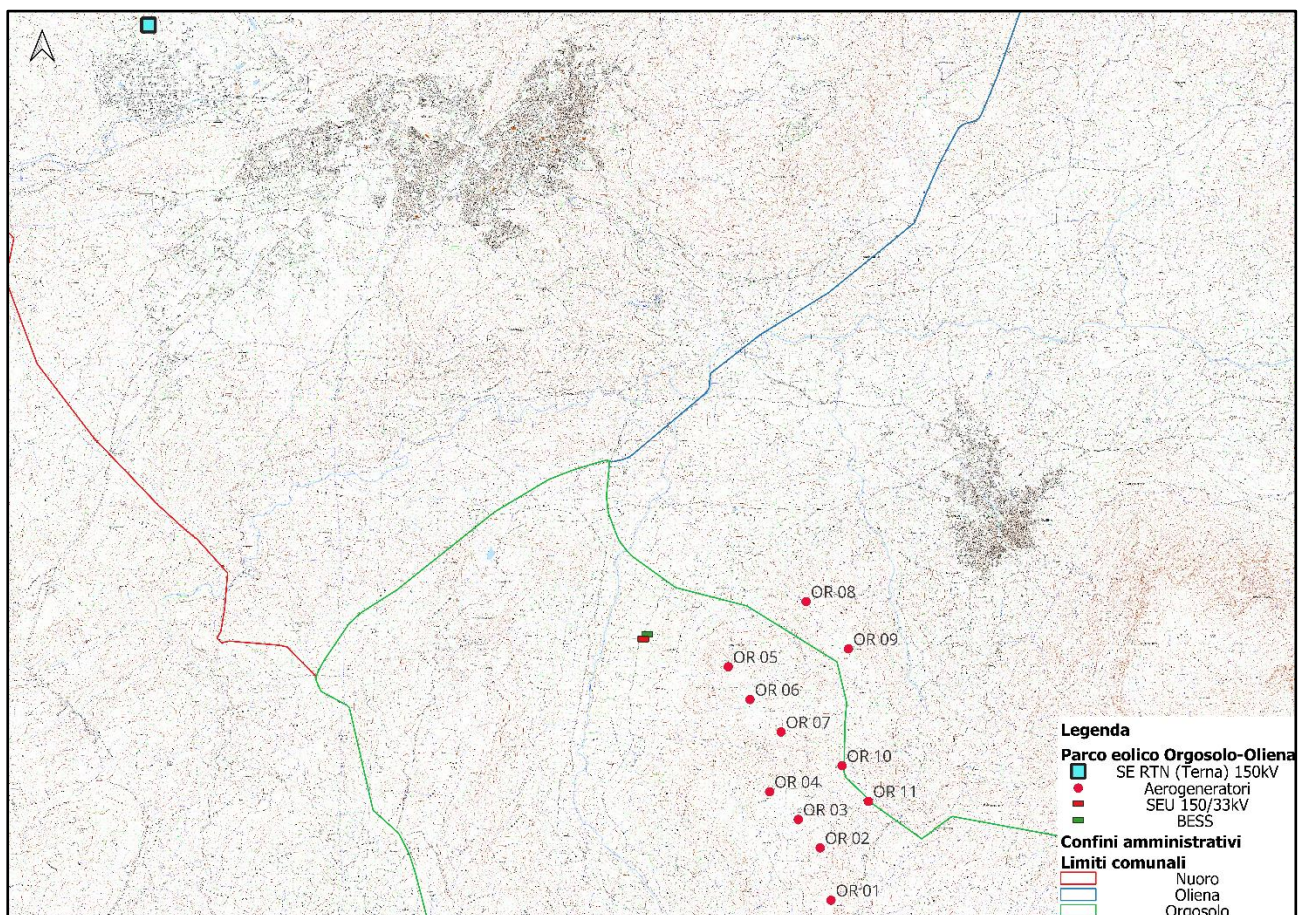 OR 08
OR 09
OR 05
OR 06
OR 07
OR 10
OR 04
OR 11
OR 03
OR 02
OR 01
Legenda
Parco eolico Orgosolo-Oliena
SE RTN (Terna) 150kV
Aerogeneratori
SEU 150/33kV
BESS
Confini amministrativi
Limiti comunali
Nuoro
Oliena
Orgosolo